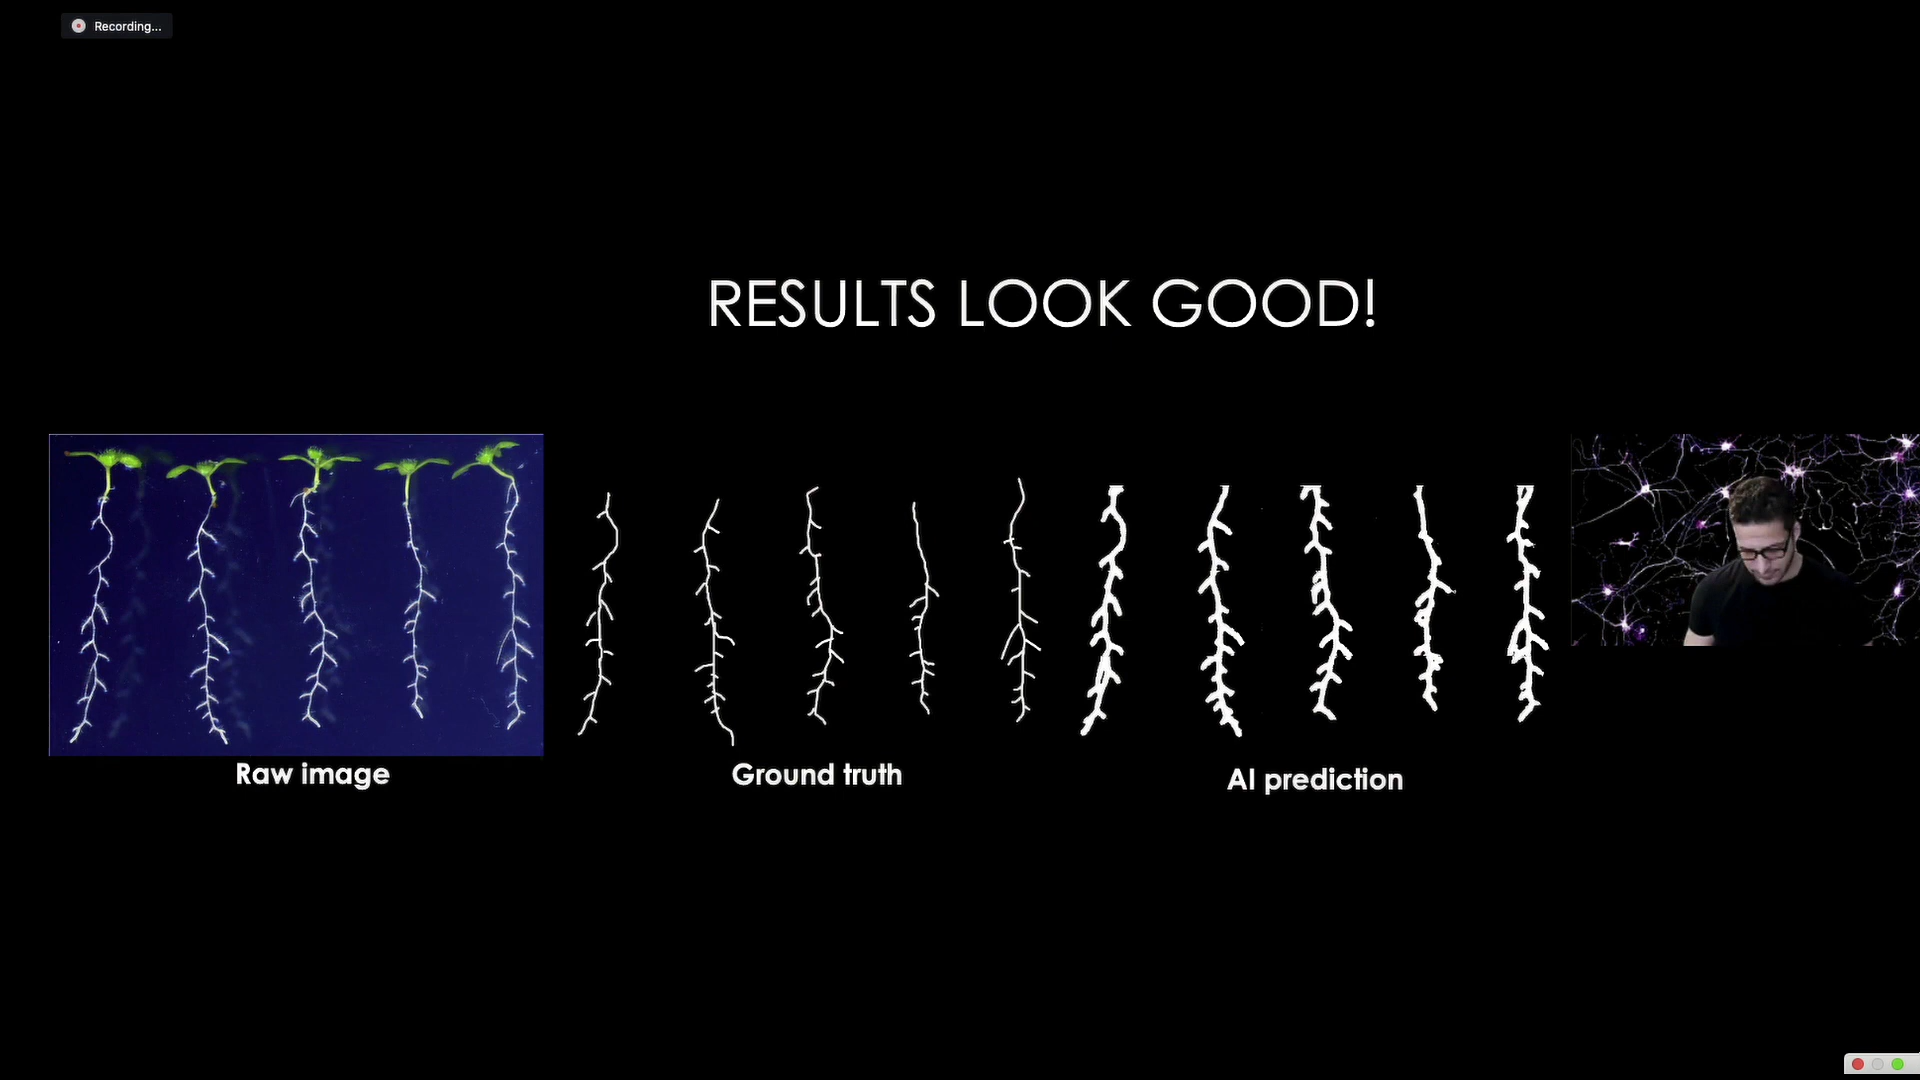 Recording...
RESULTS LOOK GOOD!
Raw image
Ground truth
AI prediction